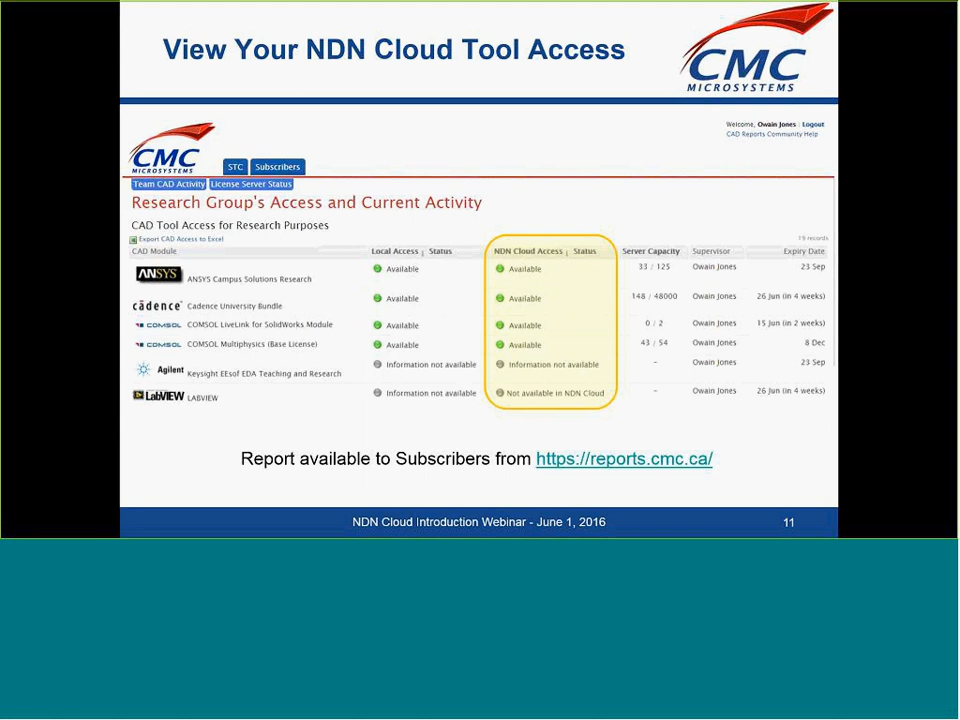 View Your NDN Cloud Tool Access
CMC
MICROSYSTEMS
Welcome, Owain Jones | Logout
CAD Reports Community Help
CMC
MICROSYSTEMS
STC Subscribers
Team CAD Activity License Server Status
Research Group's Access and Current Activity
CAD Tool Access for Research Purposes
Export CAD Access to Excel 19 records
CAD Module Local Access Status NDN Cloud Access Status Server Capacity Supervisor Expiry Date
ANSYS ANSYS Campus Solutions Research Available Available 33 / 125 Owain Jones 23 Sep
cādence Cadence University Bundle Available Available 148 / 48000 Owain Jones 26 Jun (in 4 weeks)
COMSOL COMSOL LiveLink for SolidWorks Module Available Available 0 / 2 Owain Jones 15 Jun (in 2 weeks)
COMSOL COMSOL Multiphysics (Base License) Available Available 43 / 54 Owain Jones 8 Dec
Agilent Keysight EEsof EDA Teaching and Research Information not available Information not available - Owain Jones 23 Sep
LabVIEW LABVIEW Information not available Not available in NDN Cloud - Owain Jones 26 Jun (in 4 weeks)
Report available to Subscribers from https://reports.cmc.ca/
NDN Cloud Introduction Webinar - June 1, 2016 11